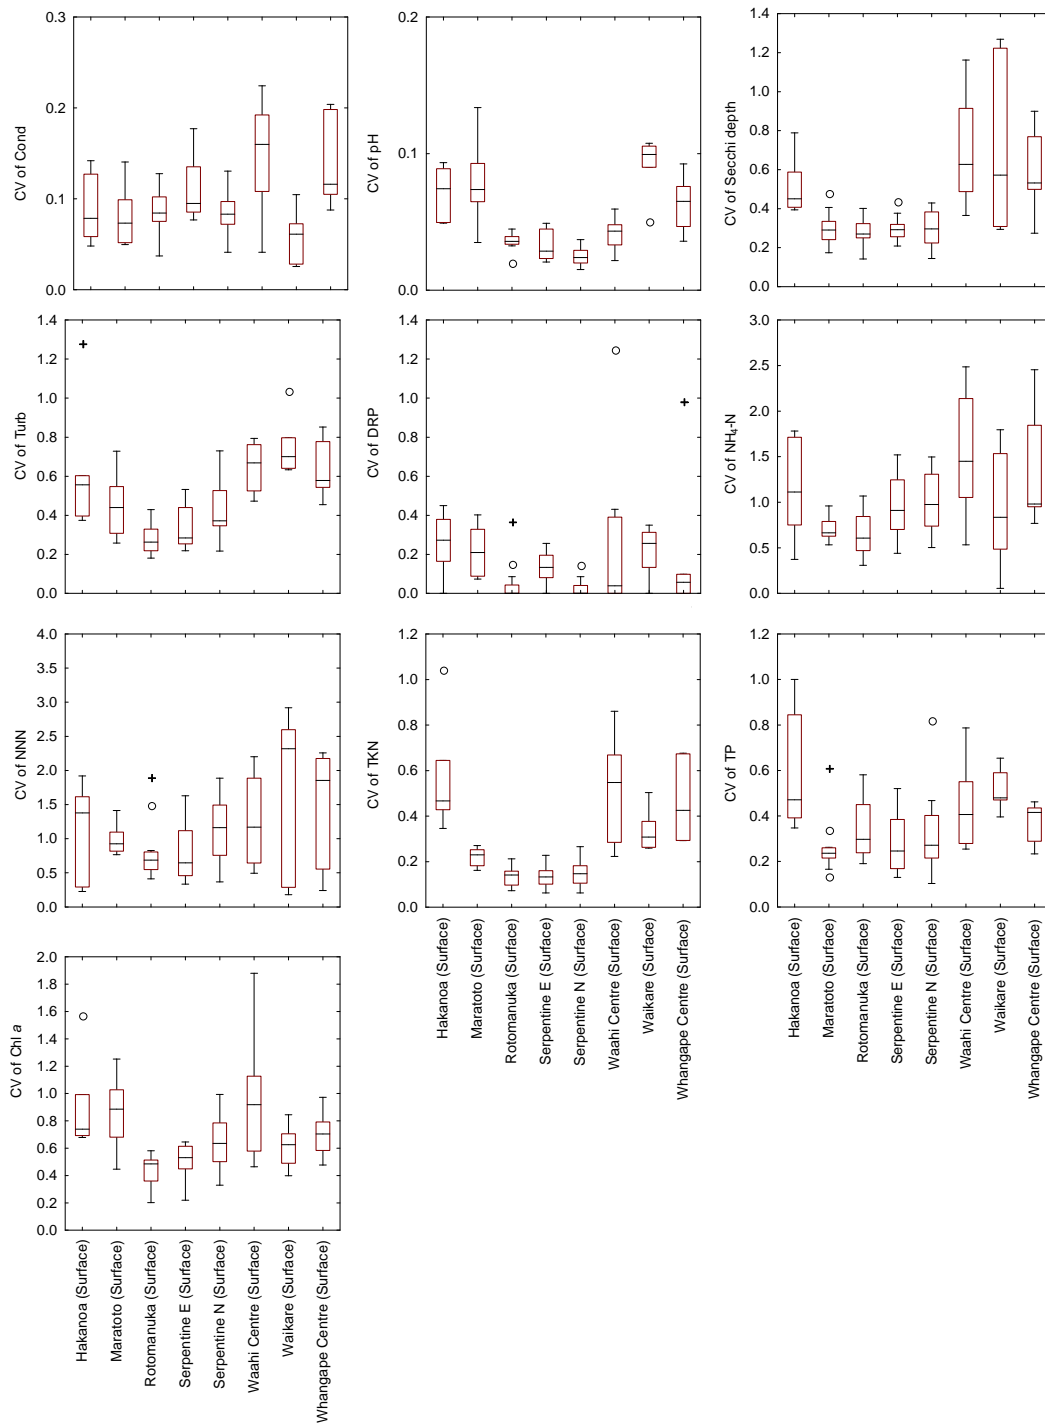 CV of Cond
0.3
0.2
0.1
0.0
CV of pH
0.2
0.1
0.0
CV of Secchi depth
1.4
1.2
1.0
0.8
0.6
0.4
0.2
0.0
CV of Turb
1.4
1.2
1.0
0.8
0.6
0.4
0.2
0.0
CV of DRP
1.4
1.2
1.0
0.8
0.6
0.4
0.2
0.0
CV of NH₄-N
3.0
2.5
2.0
1.5
1.0
0.5
0.0
CV of NNN
4.0
3.5
3.0
2.5
2.0
1.5
1.0
0.5
0.0
CV of TKN
1.2
1.0
0.8
0.6
0.4
0.2
0.0
Hakanoa (Surface)
Maratoto (Surface)
Rotomanuka (Surface)
Serpentine E (Surface)
Serpentine N (Surface)
Waahi Centre (Surface)
Waikare (Surface)
Whangape Centre (Surface)
CV of TP
1.2
1.0
0.8
0.6
0.4
0.2
0.0
Hakanoa (Surface)
Maratoto (Surface)
Rotomanuka (Surface)
Serpentine E (Surface)
Serpentine N (Surface)
Waahi Centre (Surface)
Waikare (Surface)
Whangape Centre (Surface)
CV of Chl a
2.0
1.8
1.6
1.4
1.2
1.0
0.8
0.6
0.4
0.2
0.0
Hakanoa (Surface)
Maratoto (Surface)
Rotomanuka (Surface)
Serpentine E (Surface)
Serpentine N (Surface)
Waahi Centre (Surface)
Waikare (Surface)
Whangape Centre (Surface)